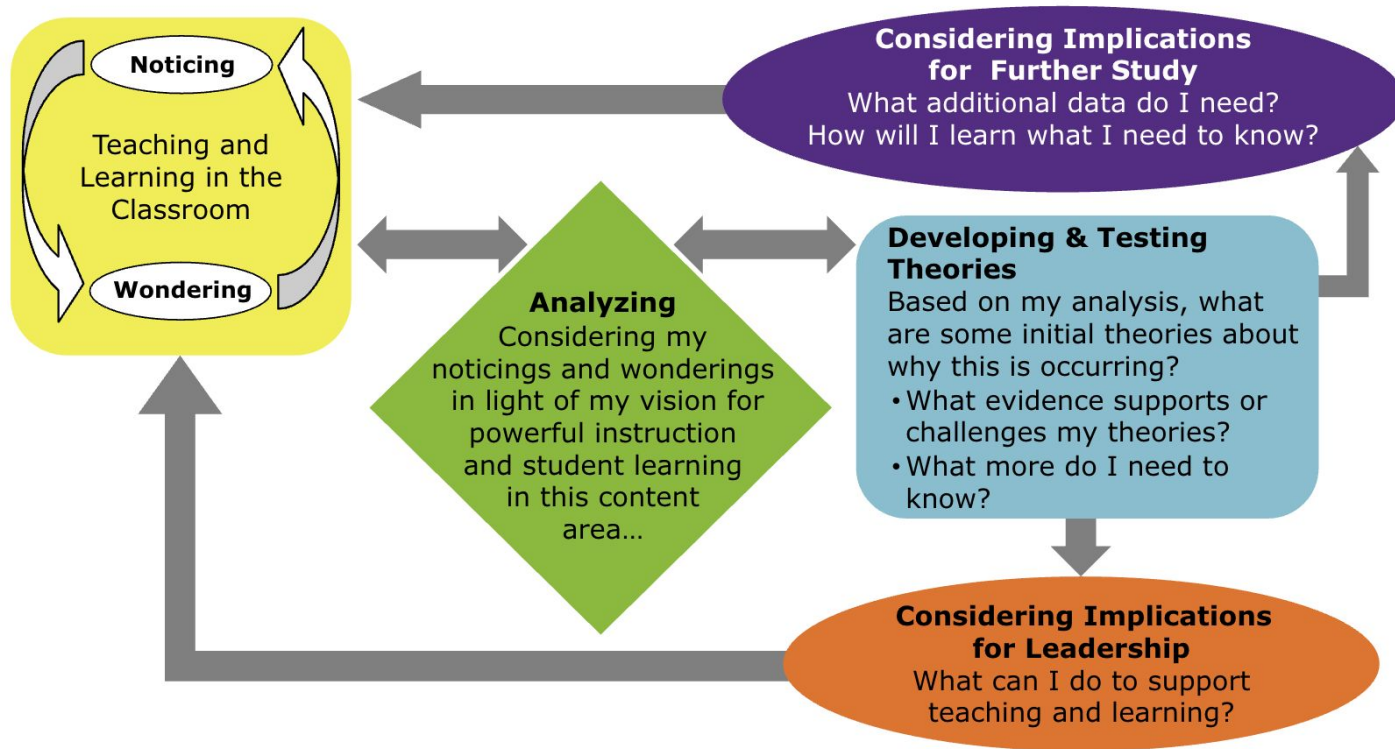 Noticing
Teaching and
Learning in the
Classroom
Wondering
Considering Implications
for Further Study
What additional data do I need?
How will I learn what I need to know?
Analyzing
Considering my
noticings and wonderings
in light of my vision for
powerful instruction
and student learning
in this content
area…
Developing & Testing
Theories
Based on my analysis, what
are some initial theories about
why this is occurring?
• What evidence supports or
challenges my theories?
• What more do I need to
know?
Considering Implications
for Leadership
What can I do to support
teaching and learning?